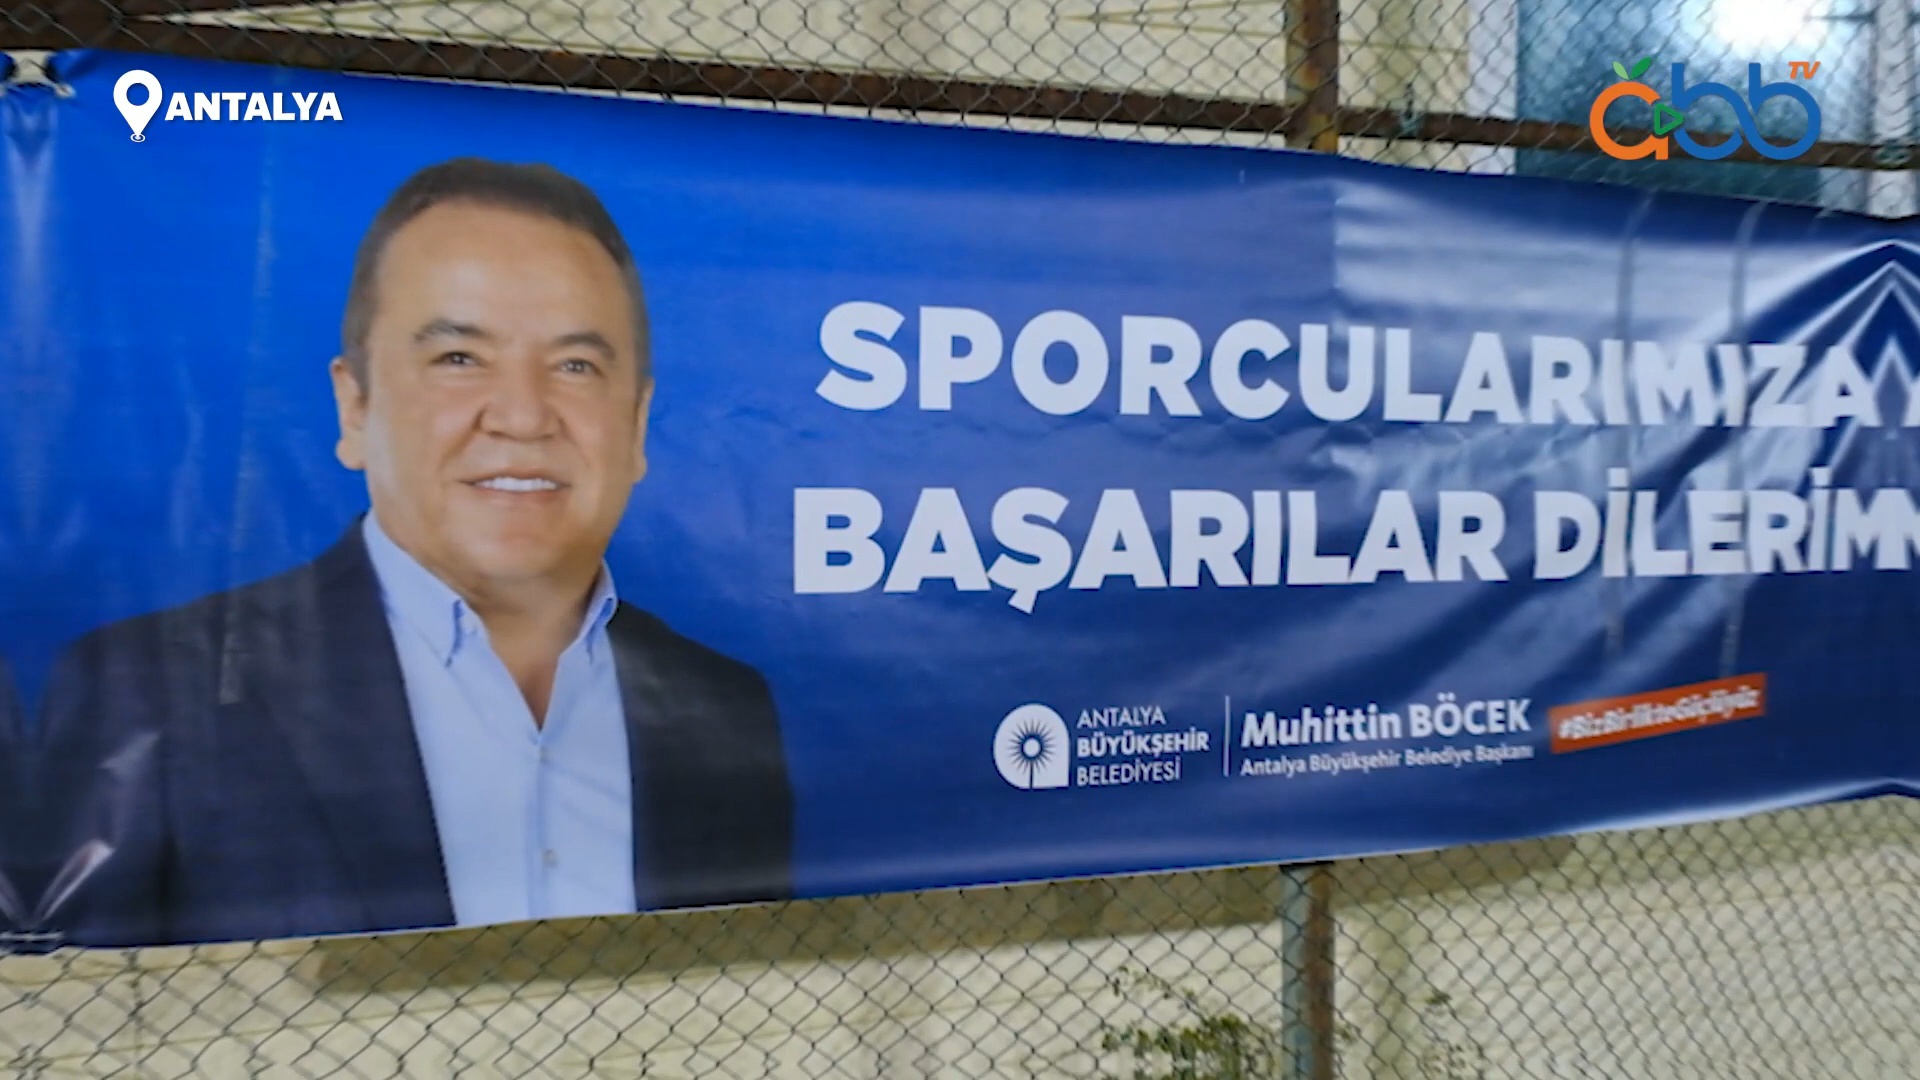 ANTALYA
abb TV
SPORCULARIMIZA
BAŞARILAR DİLERİM
ANTALYA
BÜYÜKŞEHİR
BELEDİYESİ
Muhittin BÖCEK
Antalya Büyükşehir Belediye Başkanı
#BizBirlikteGüçlüyüz